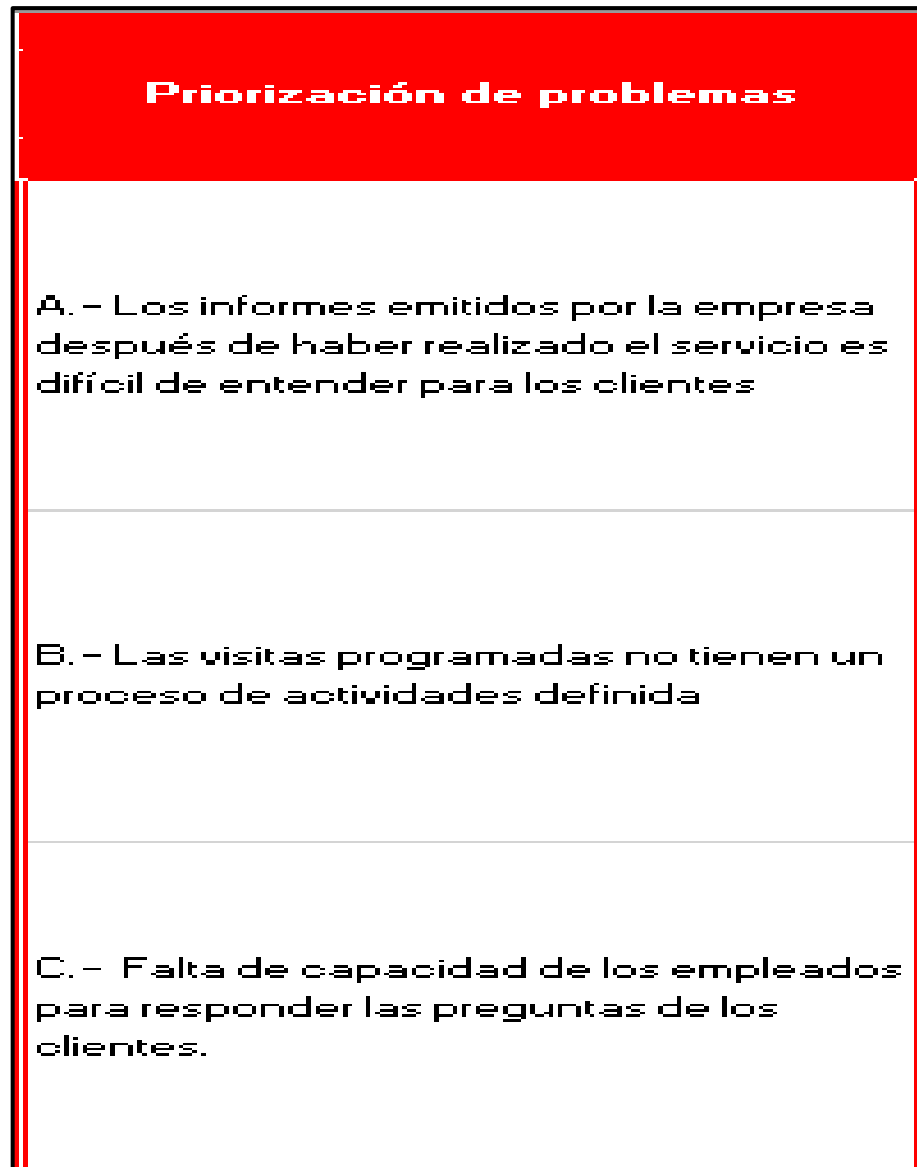 Priorización de problemas
A.- Los informes emitidos por la empresa
después de haber realizado el servicio es
difícil de entender para los clientes
B.- Las visitas programadas no tienen un
proceso de actividades definida
C.- Falta de capacidad de los empleados
para responder las preguntas de los
clientes.